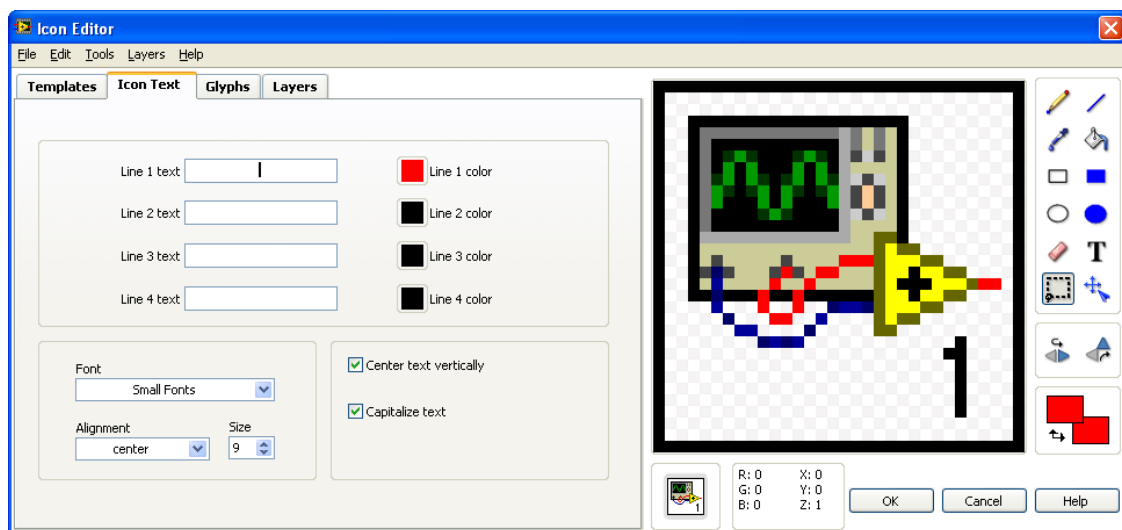 Icon Editor
File Edit Tools Layers Help
Templates Icon Text Glyphs Layers
Line 1 text Line 1 color
Line 2 text Line 2 color
Line 3 text Line 3 color
Line 4 text Line 4 color
Font
Small Fonts
Alignment Size
center 9
Center text vertically
Capitalize text
1
T
1
R: 0 X: 0
G: 0 Y: 0
B: 0 Z: 1
OK Cancel Help